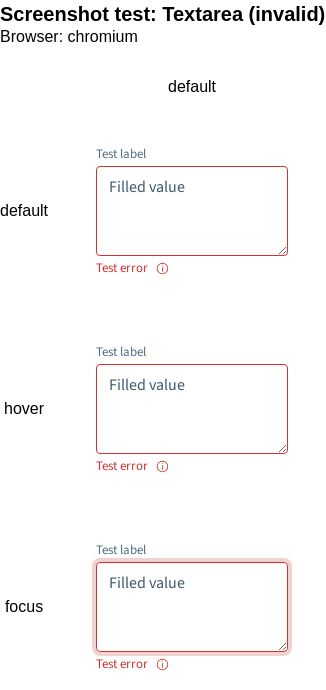 Screenshot test: Textarea (invalid)
Browser: chromium
default
Test label
default
Filled value
Test error
Test label
hover
Filled value
Test error
Test label
focus
Filled value
Test error